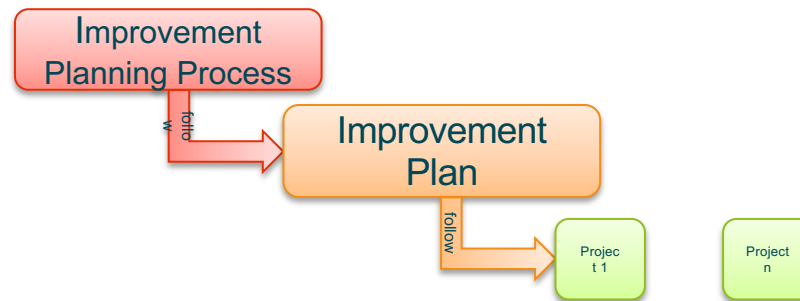 Improvement
Planning Process
follo
w
Improvement
Plan
follow
Projec
t 1
Project
n